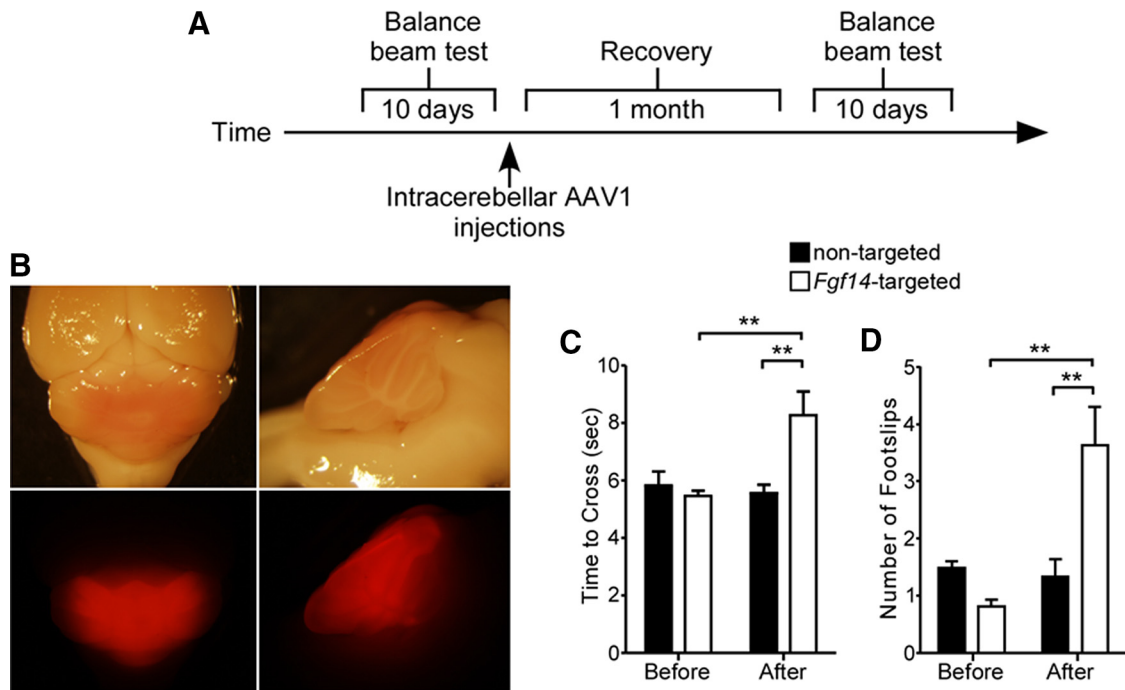 A
Balance
beam test
10 days
Recovery
1 month
Balance
beam test
10 days
Time
Intracerebellar AAV1
injections
B
non-targeted
Fgf14-targeted
C
**
**
Time to Cross (sec)
10
8
6
4
2
0
Before
After
D
**
**
Number of Footslips
5
4
3
2
1
0
Before
After